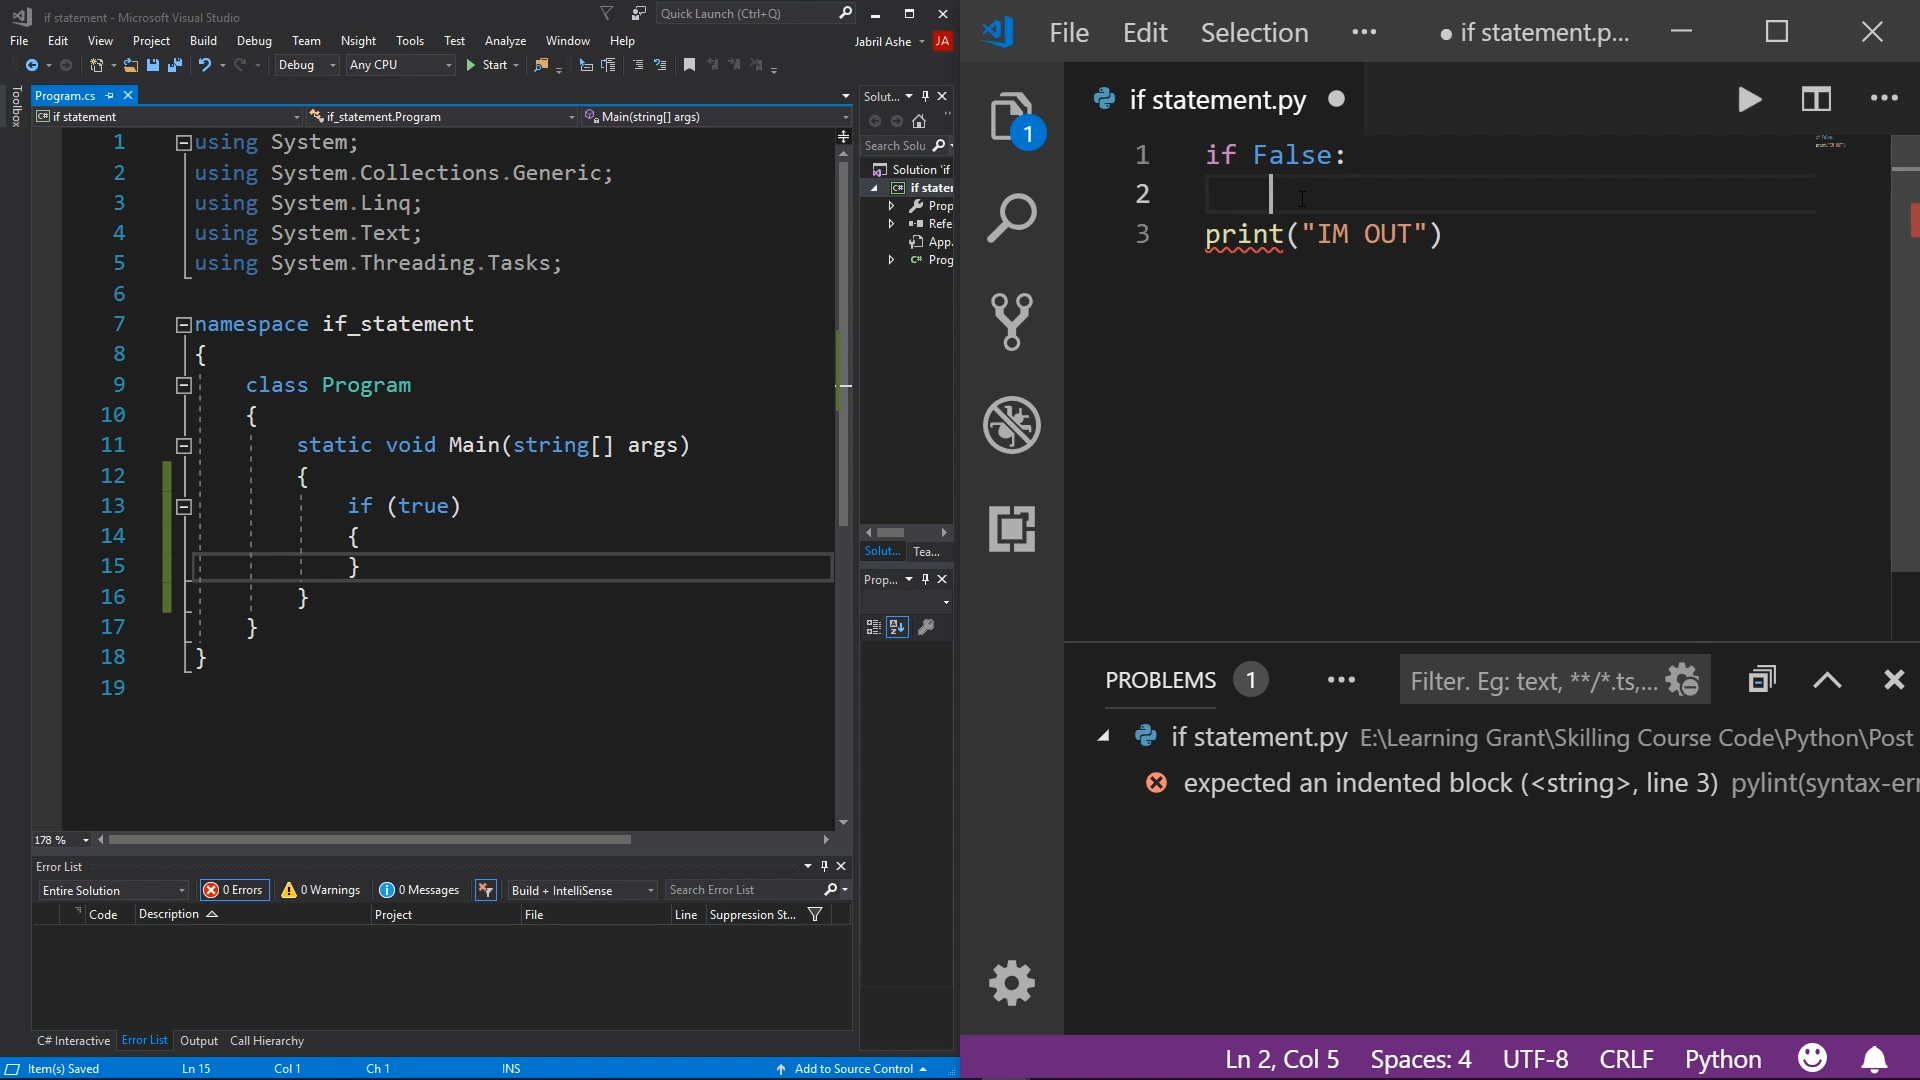 if statement - Microsoft Visual Studio
Quick Launch (Ctrl+Q)
File Edit View Project Build Debug Team Nsight Tools Test Analyze Window Help
Jabril Ashe JA
Debug Any CPU Start
Toolbox
Program.cs
if statement if_statement.Program Main(string[] args)
1 using System;
2 using System.Collections.Generic;
3 using System.Linq;
4 using System.Text;
5 using System.Threading.Tasks;
6
7 namespace if_statement
8 {
9 class Program
10 {
11 static void Main(string[] args)
12 {
13 if (true)
14 {
15 }
16 }
17 }
18 }
19
178 %
Solut...
Search Solu
Solution 'if
if stater
Prop
Refe
App.
Prog
Solut... Tea...
Prop...
Error List
Entire Solution 0 Errors 0 Warnings 0 Messages Build + IntelliSense Search Error List
Code Description Project File Line Suppression St...
C# Interactive Error List Output Call Hierarchy
Item(s) Saved Ln 15 Col 1 Ch 1 INS Add to Source Control
File Edit Selection ... ● if statement.p...
if statement.py ●
1
1 if False:
2
3 print("IM OUT")
PROBLEMS 1 ... Filter. Eg: text, **/*.ts,...
if statement.py E:\Learning Grant\Skilling Course Code\Python\Post
expected an indented block (<string>, line 3) pylint(syntax-err
Ln 2, Col 5 Spaces: 4 UTF-8 CRLF Python